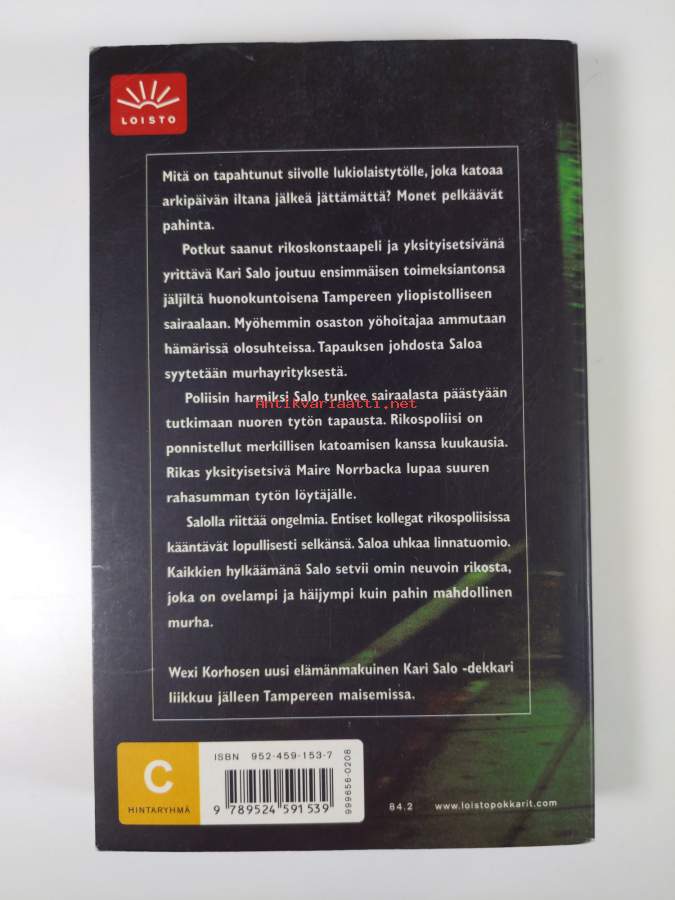 LOISTO
Mitä on tapahtunut siivolle lukiolaistytölle, joka katoaa
arkipäivän iltana jälkeä jättämättä? Monet pelkäävät
pahinta.
Potkut saanut rikoskonstaapeli ja yksityisetsivänä
yrittävä Kari Salo joutuu ensimmäisen toimeksiantonsa
jäljiltä huonokuntoisena Tampereen yliopistolliseen
sairaalaan. Myöhemmin osaston yöhoitajaa ammutaan
hämärissä olosuhteissa. Tapauksen johdosta Saloa
syytetään murhayrityksestä.
Poliisin harmiksi Salo tunkee sairaalasta päästyään
Antikvariaatti.net
tutkimaan nuoren tytön tapausta. Rikospoliisi on
ponnistellut merkillisen katoamisen kanssa kuukausia.
Rikas yksityisetsivä Maire Norrbacka lupaa suuren
rahasumman tytön löytäjälle.
Salolla riittää ongelmia. Entiset kollegat rikospoliisissa
kääntävät lopullisesti selkänsä. Saloa uhkaa linnatuomio.
Kaikkien hylkäämänä Salo setvii omin neuvoin rikosta,
joka on ovelampi ja häijympi kuin pahin mahdollinen
murha.
Wexi Korhosen uusi elämänmakuinen Kari Salo -dekkari
liikkuu jälleen Tampereen maisemissa.
C
HINTARYHMÄ
ISBN 952-459-153-7
9 789524 591539
999656-0208
84.2
www.loistopokkarit.com